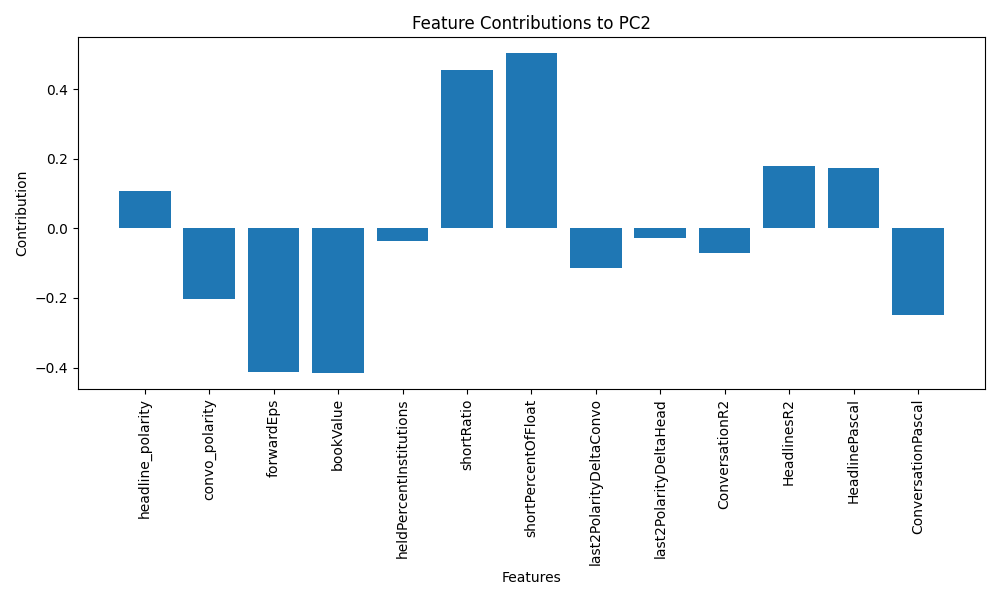 Feature Contributions to PC2
Contribution
0.4
0.2
0.0
−0.2
−0.4
headline_polarity
convo_polarity
forwardEps
bookValue
heldPercentInstitutions
shortRatio
shortPercentOfFloat
last2PolarityDeltaConvo
last2PolarityDeltaHead
ConversationR2
HeadlinesR2
HeadlinePascal
ConversationPascal
Features